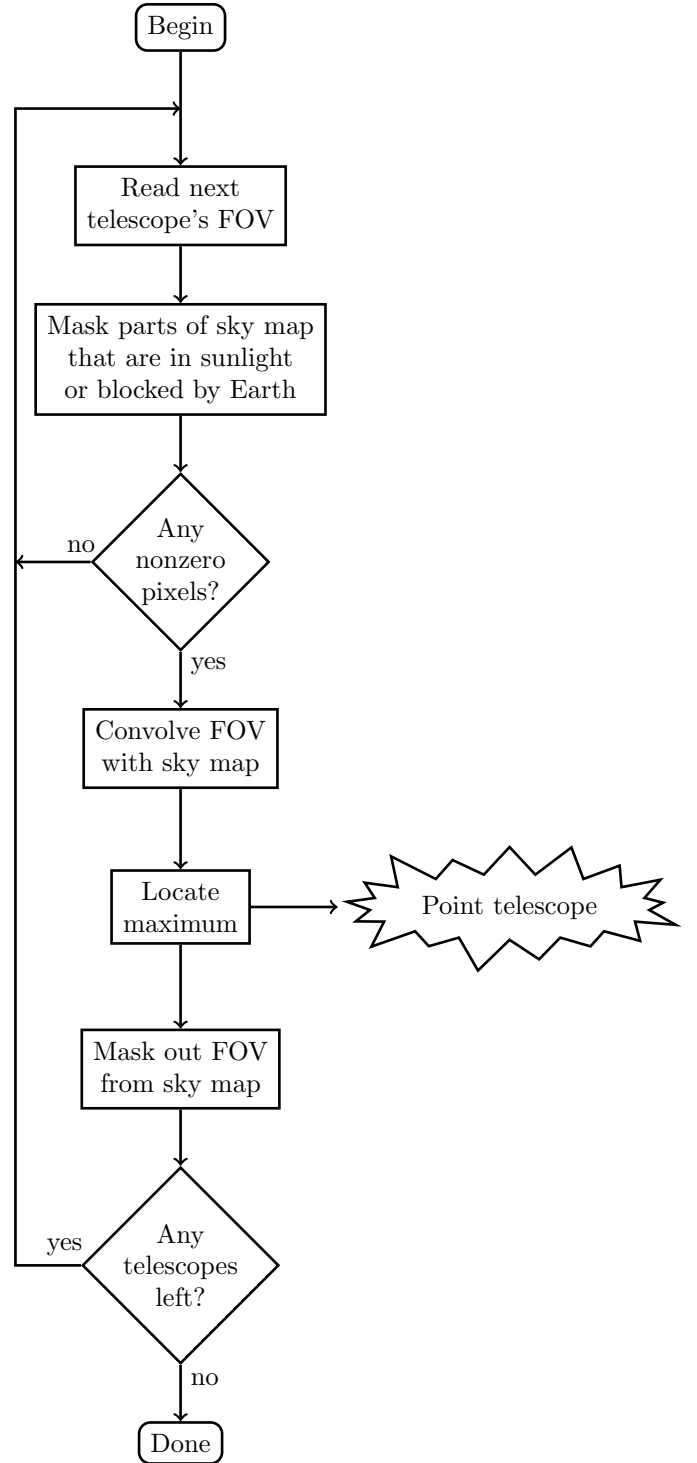 Begin
Read next
telescope's FOV
Mask parts of sky map
that are in sunlight
or blocked by Earth
no
Any
nonzero
pixels?
yes
Convolve FOV
with sky map
Locate
maximum
Point telescope
Mask out FOV
from sky map
yes
Any
telescopes
left?
no
Done